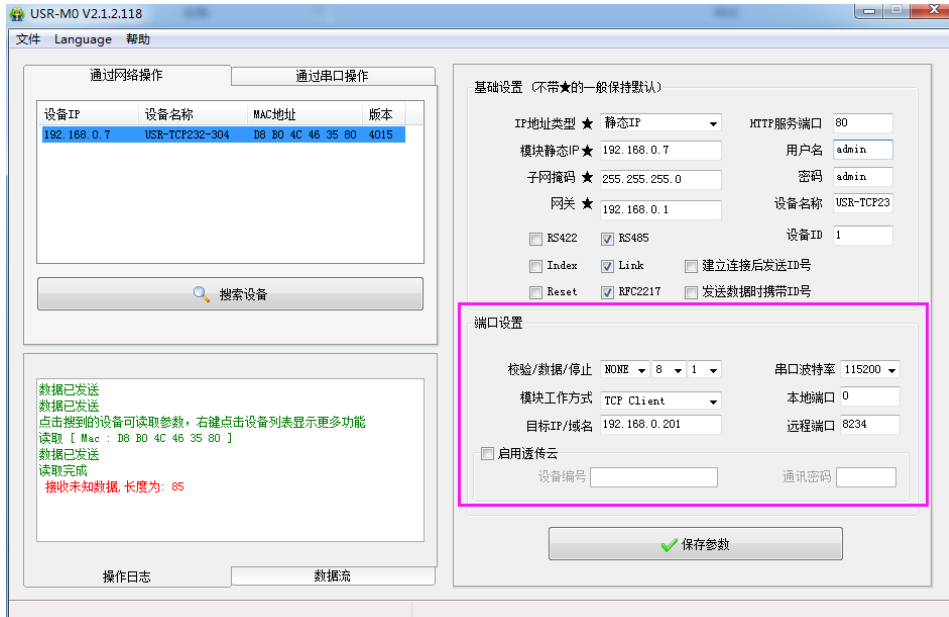 USR-M0 V2.1.2.118
文件 Language 帮助
通过网络操作 通过串口操作
设备IP 设备名称 MAC地址 版本
192.168.0.7 USR-TCP232-304 D8 B0 4C 46 35 80 4015
搜索设备
数据已发送
数据已发送
点击搜到的设备可读取参数，右键点击设备列表显示更多功能
读取 [ Mac : D8 B0 4C 46 35 80 ]
数据已发送
读取完成
接收未知数据,长度为: 85
操作日志 数据流
基础设置 (不带★的一般保持默认)
IP地址类型 ★ 静态IP HTTP服务端口 80
模块静态IP★ 192.168.0.7 用户名 admin
子网掩码 ★ 255.255.255.0 密码 admin
网关 ★ 192.168.0.1 设备名称 USR-TCP23
RS422 RS485 设备ID 1
Index Link 建立连接后发送ID号
Reset RFC2217 发送数据时携带ID号
端口设置
校验/数据/停止 NONE 8 1 串口波特率 115200
模块工作方式 TCP Client 本地端口 0
目标IP/域名 192.168.0.201 远程端口 8234
启用透传云
设备编号 通讯密码
保存参数